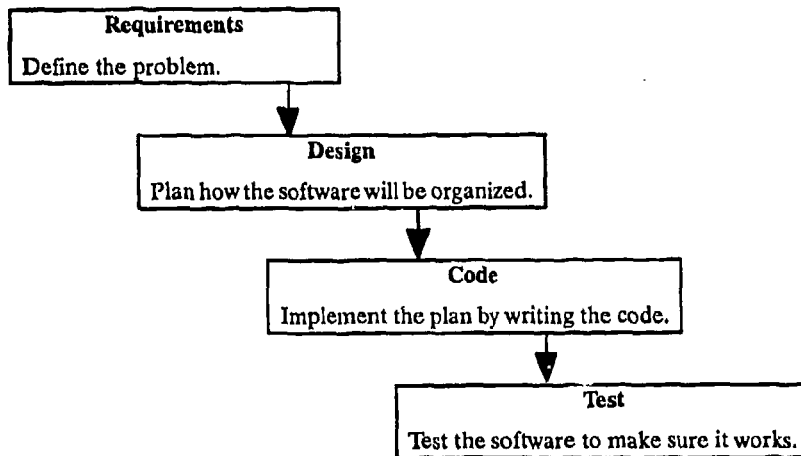 Requirements
Define the problem.
Design
Plan how the software will be organized.
Code
Implement the plan by writing the code.
Test
Test the software to make sure it works.